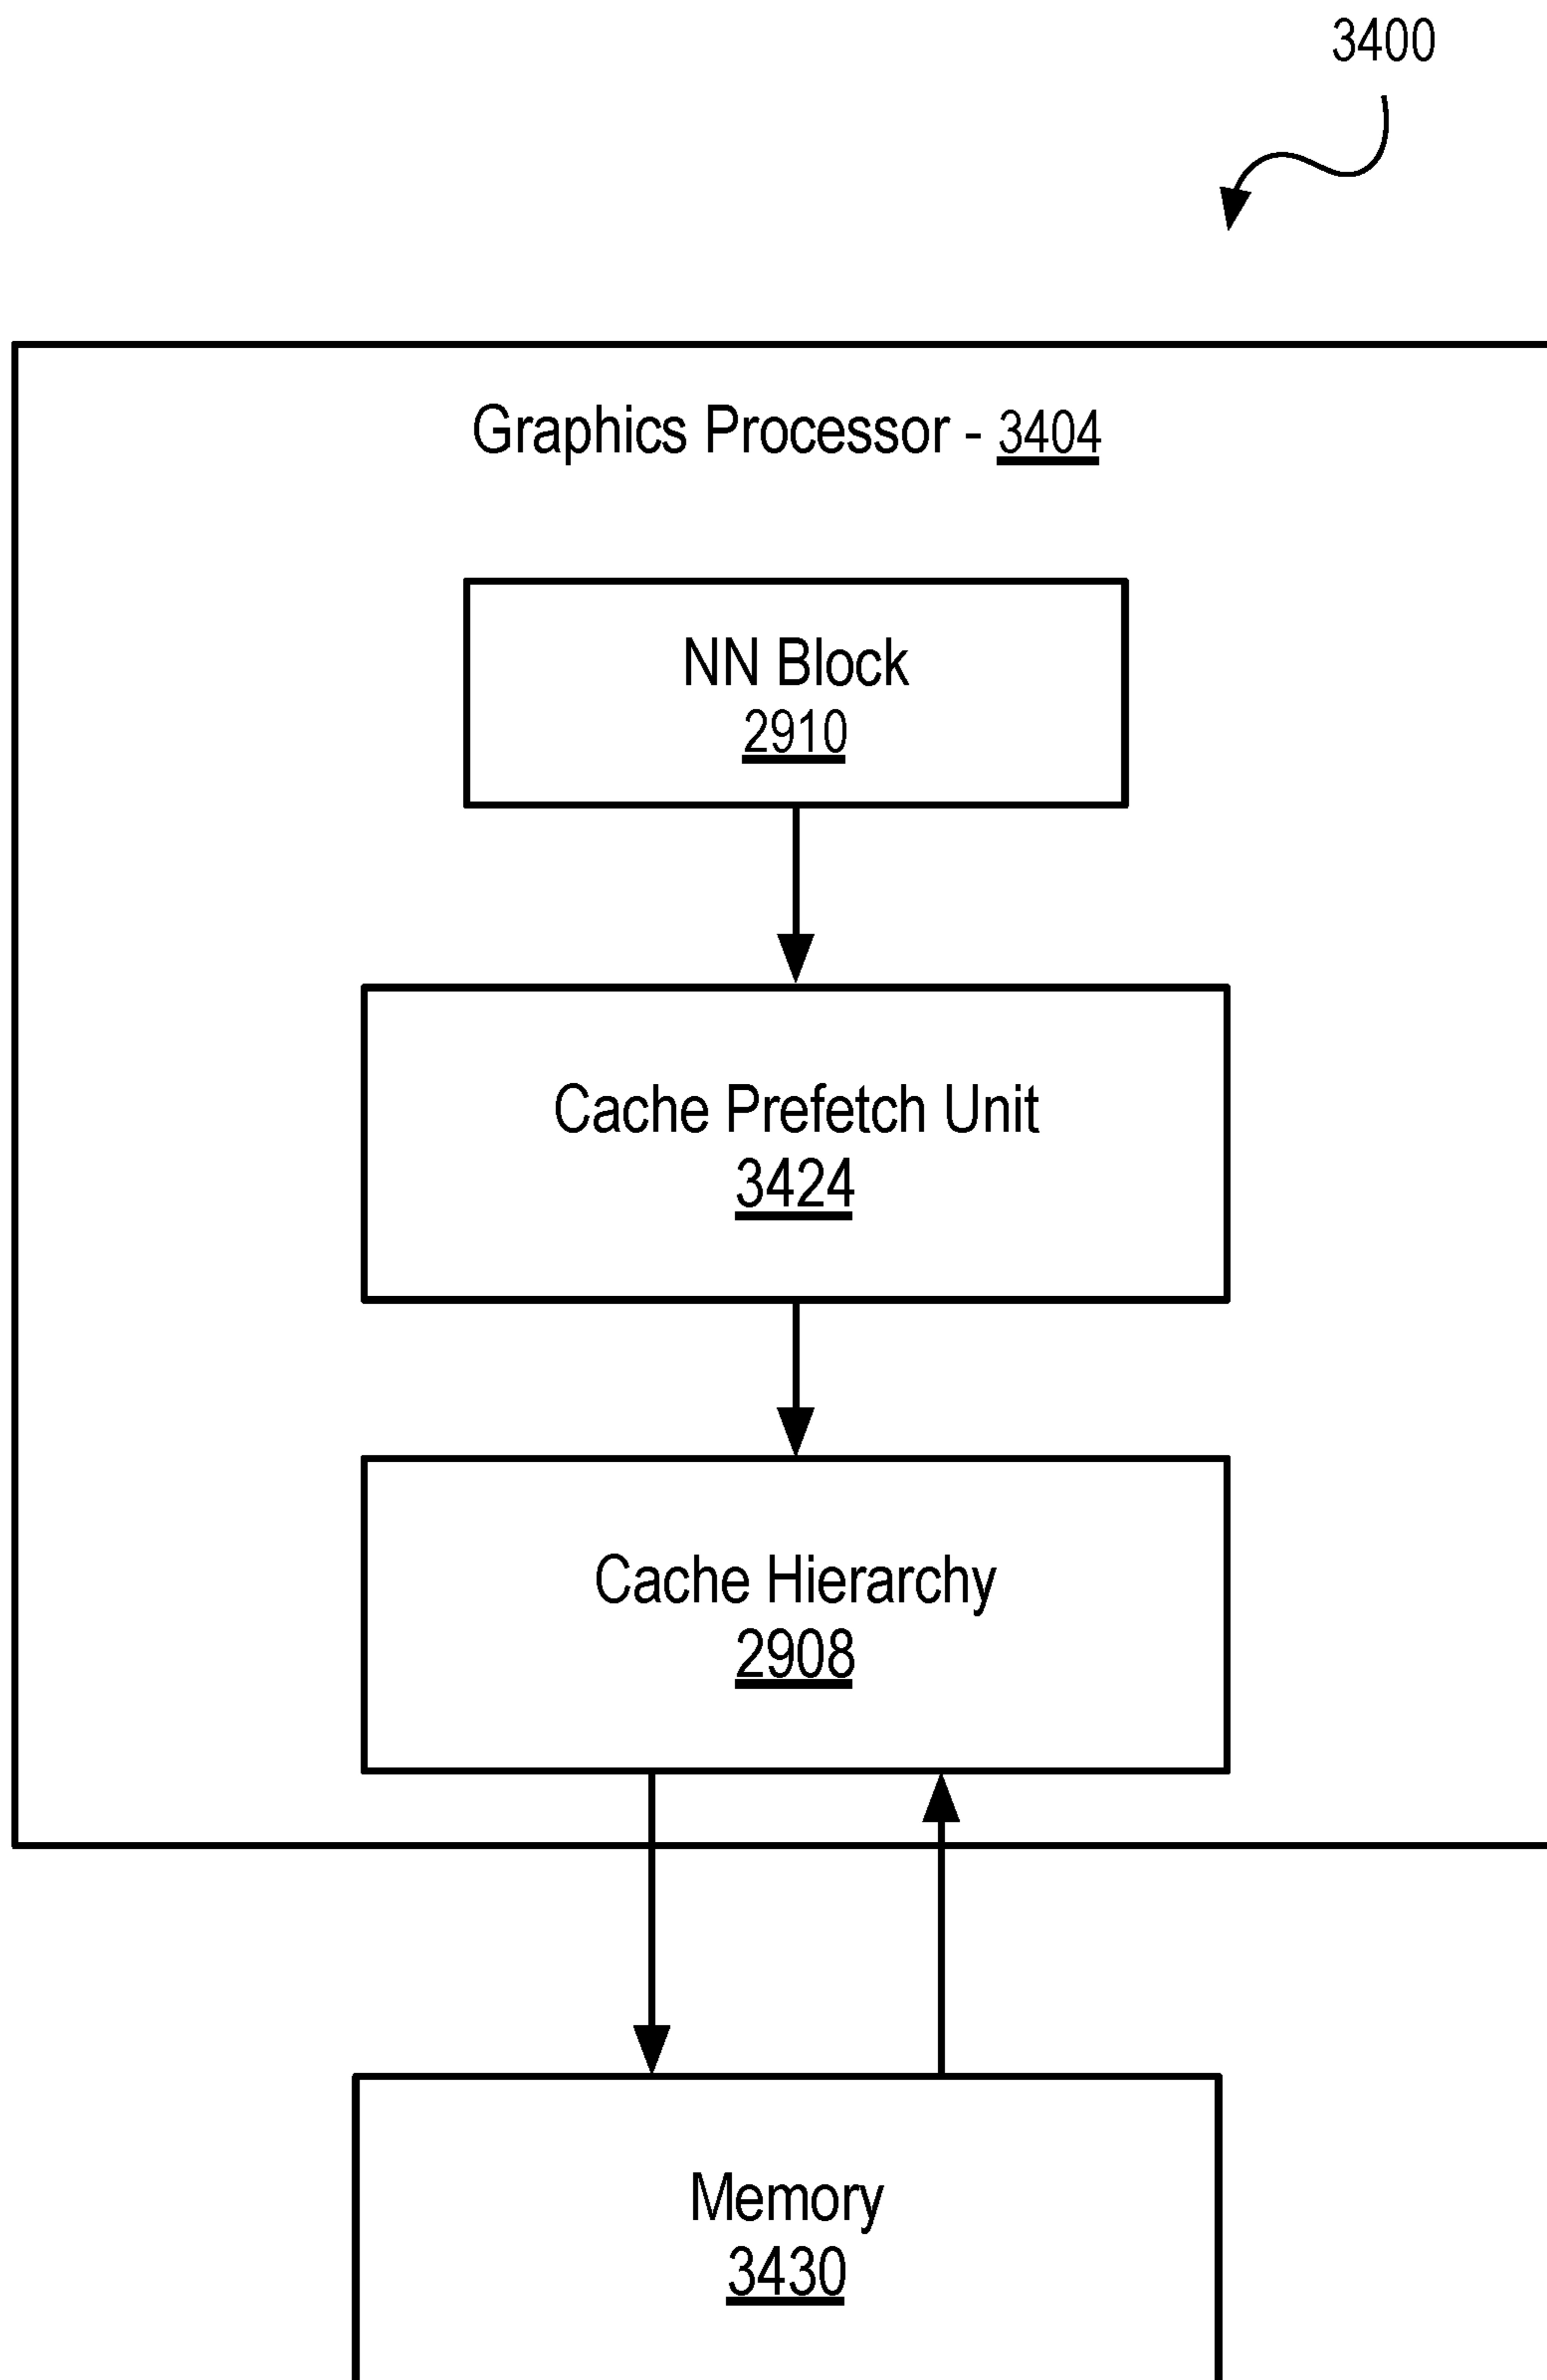 3400
Graphics Processor - 3404
NN Block
2910
Cache Prefetch Unit
3424
Cache Hierarchy
2908
Memory
3430